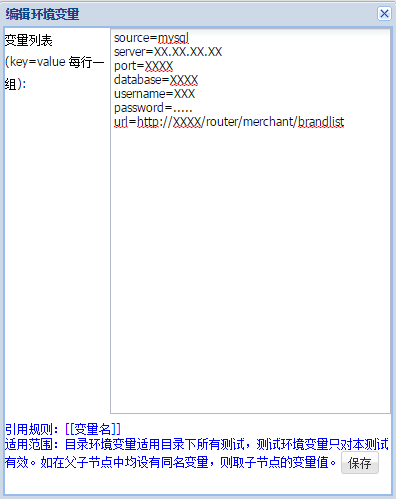 编辑环境变量
变量列表
(key=value 每行一
组):
source=mysql
server=XX.XX.XX.XX
port=XXXX
database=XXXX
username=XXX
password=.....
url=http://XXXX/router/merchant/brandlist
引用规则：[[变量名]]
适用范围：目录环境变量适用目录下所有测试，测试环境变量只对本测试
有效。如在父子节点中均设有同名变量，则取子节点的变量值。 保存